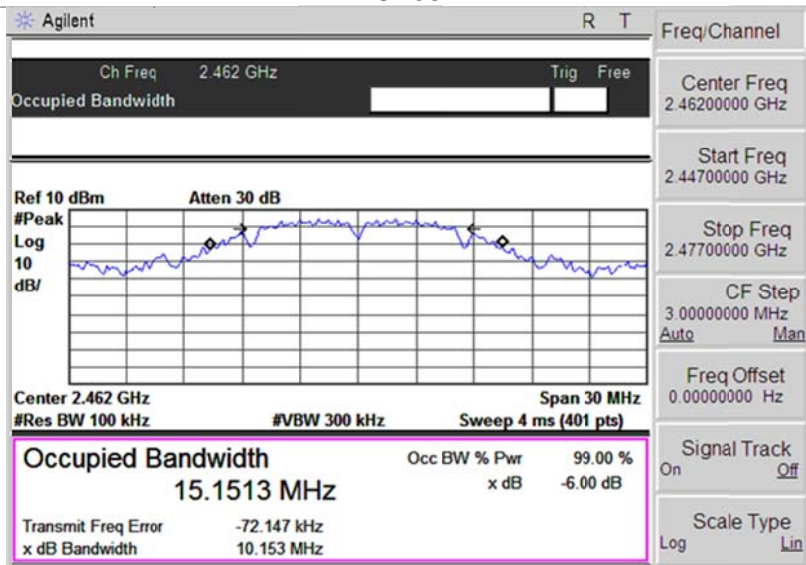 Agilent R T
Ch Freq 2.462 GHz Trig Free
Occupied Bandwidth
Ref 10 dBm Atten 30 dB
#Peak
Log
10
dB/
Center 2.462 GHz Span 30 MHz
#Res BW 100 kHz #VBW 300 kHz Sweep 4 ms (401 pts)
Occupied Bandwidth Occ BW % Pwr 99.00 %
15.1513 MHz x dB -6.00 dB
Transmit Freq Error -72.147 kHz
x dB Bandwidth 10.153 MHz
Freq/Channel
Center Freq
2.46200000 GHz
Start Freq
2.44700000 GHz
Stop Freq
2.47700000 GHz
CF Step
3.00000000 MHz
Auto Man
Freq Offset
0.00000000 Hz
Signal Track
On Off
Scale Type
Log Lin